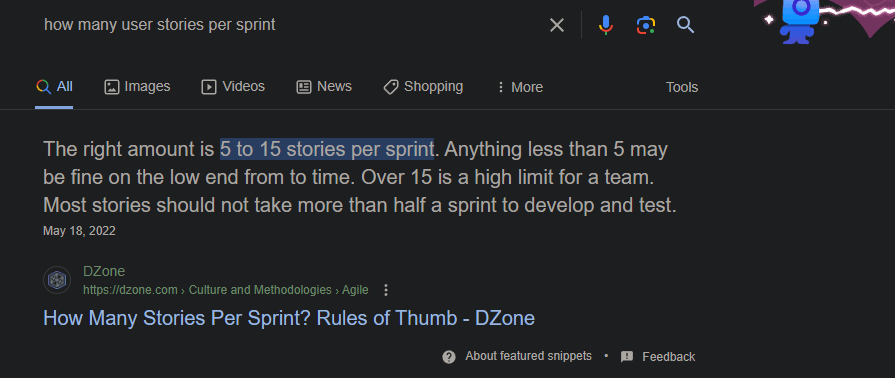 how many user stories per sprint
All Images Videos News Shopping More Tools
The right amount is 5 to 15 stories per sprint. Anything less than 5 may
be fine on the low end from to time. Over 15 is a high limit for a team.
Most stories should not take more than half a sprint to develop and test.
May 18, 2022
DZone
https://dzone.com › Culture and Methodologies › Agile
How Many Stories Per Sprint? Rules of Thumb - DZone
About featured snippets • Feedback